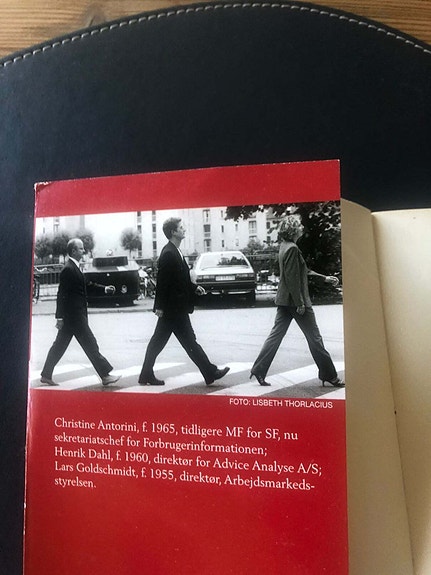 FOTO: LISBETH THORLACIUS
Christine Antorini, f. 1965, tidligere MF for SF, nu
sekretariatschef for Forbrugerinformationen;
Henrik Dahl, f. 1960, direktør for Advice Analyse A/S;
Lars Goldschmidt, f. 1955, direktør, Arbejdsmarkeds-
styrelsen.